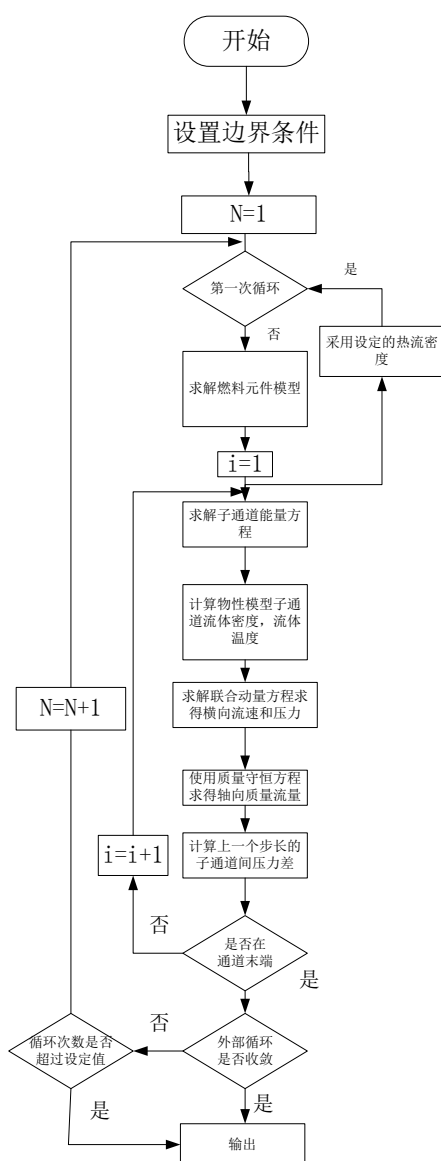 开始
设置边界条件
N=1
第一次循环
是
否
采用设定的热流密
度
求解燃料元件模型
i=1
求解子通道能量方
程
计算物性模型子通
道流体密度，流体
温度
求解联合动量方程求
得横向流速和压力
N=N+1
使用质量守恒方程
求得轴向质量流量
计算上一个步长的
子通道间压力差
i=i+1
否
是否在
通道末端
是
循环次数是否
超过设定值
否
外部循环
是否收敛
是
是
输出